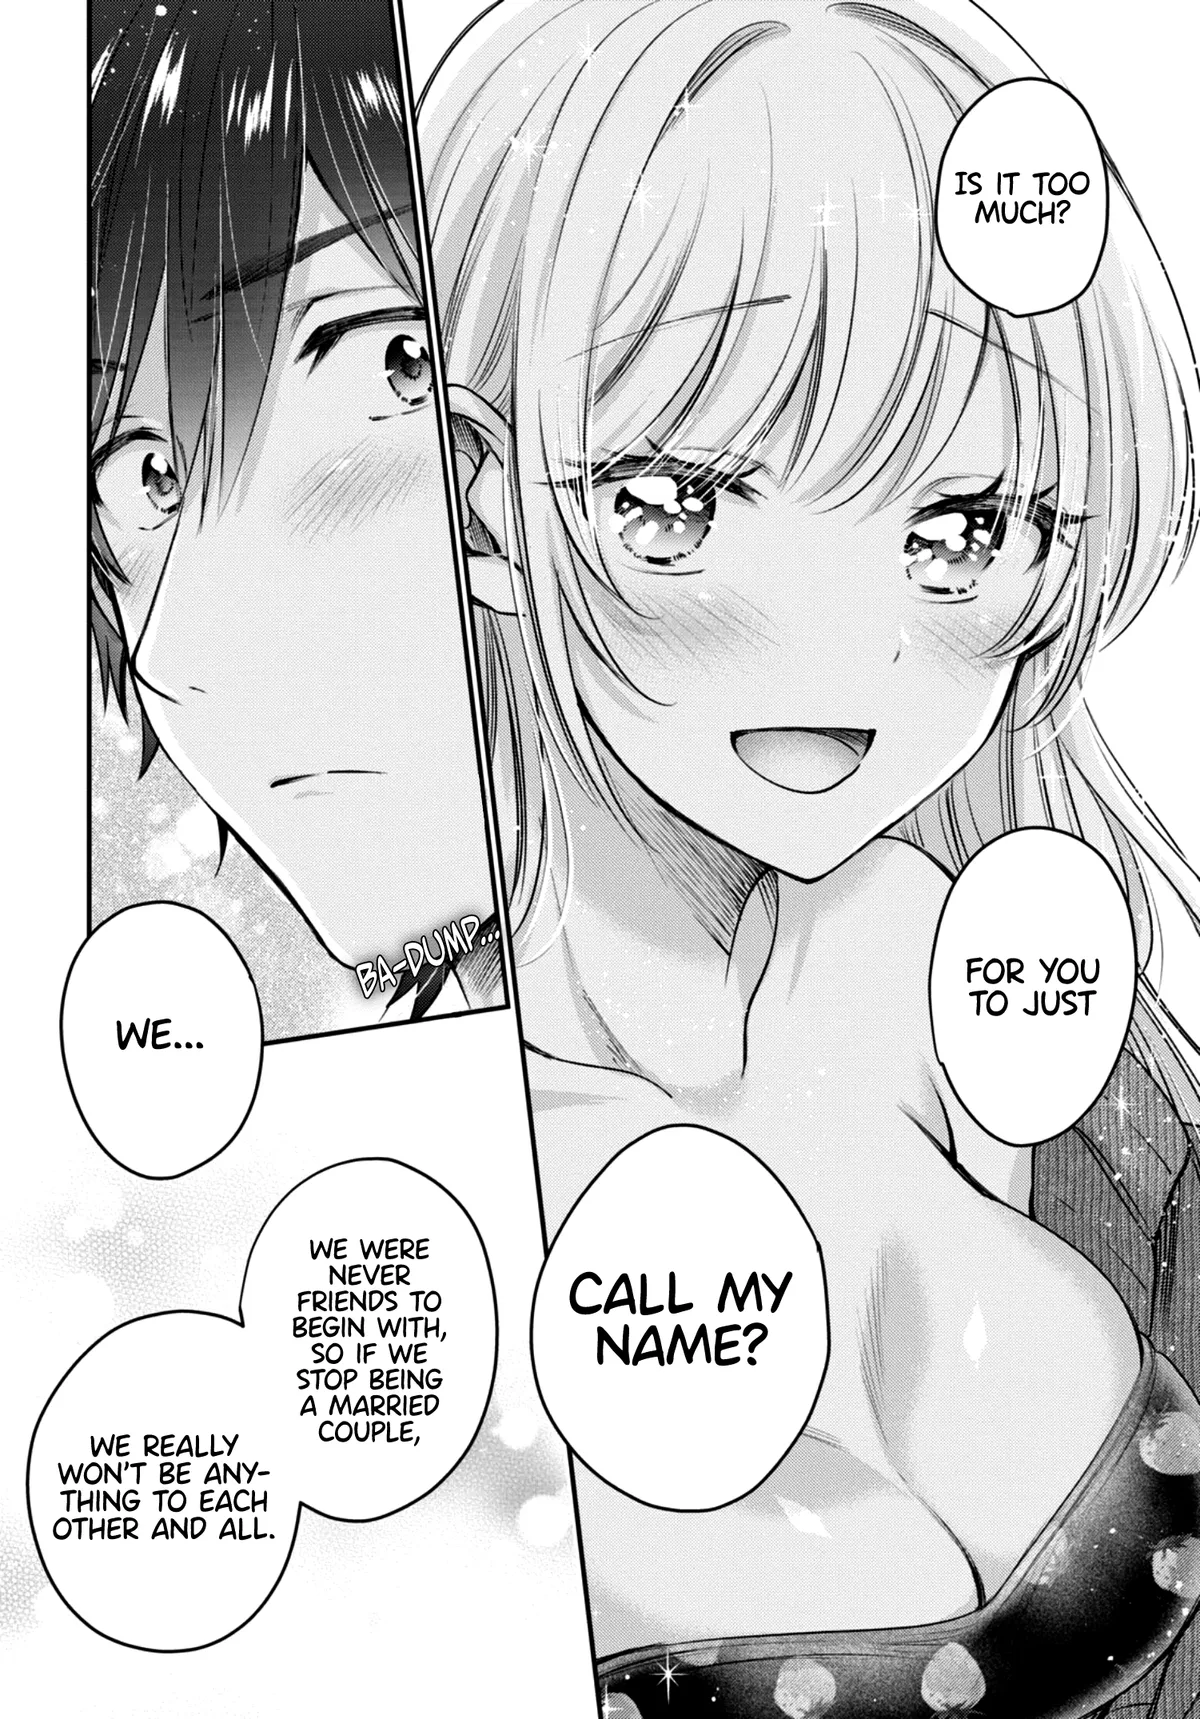 IS IT TOO
MUCH?
FOR YOU
TO JUST
CALL MY
NAME?
BA-DUMP...
WE...
WE WERE
NEVER
FRIENDS TO
BEGIN WITH,
SO IF WE
STOP BEING
A MARRIED
COUPLE,
WE REALLY
WON'T BE ANY-
THING TO EACH
OTHER AND ALL.